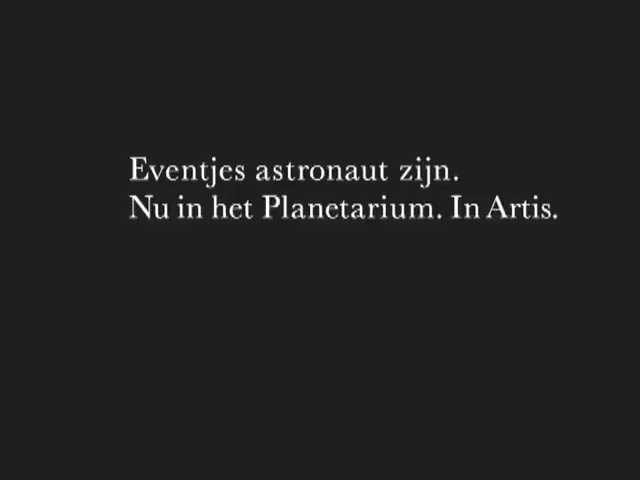 Eventjes astronaut zijn.
Nu in het Planetarium. In Artis.